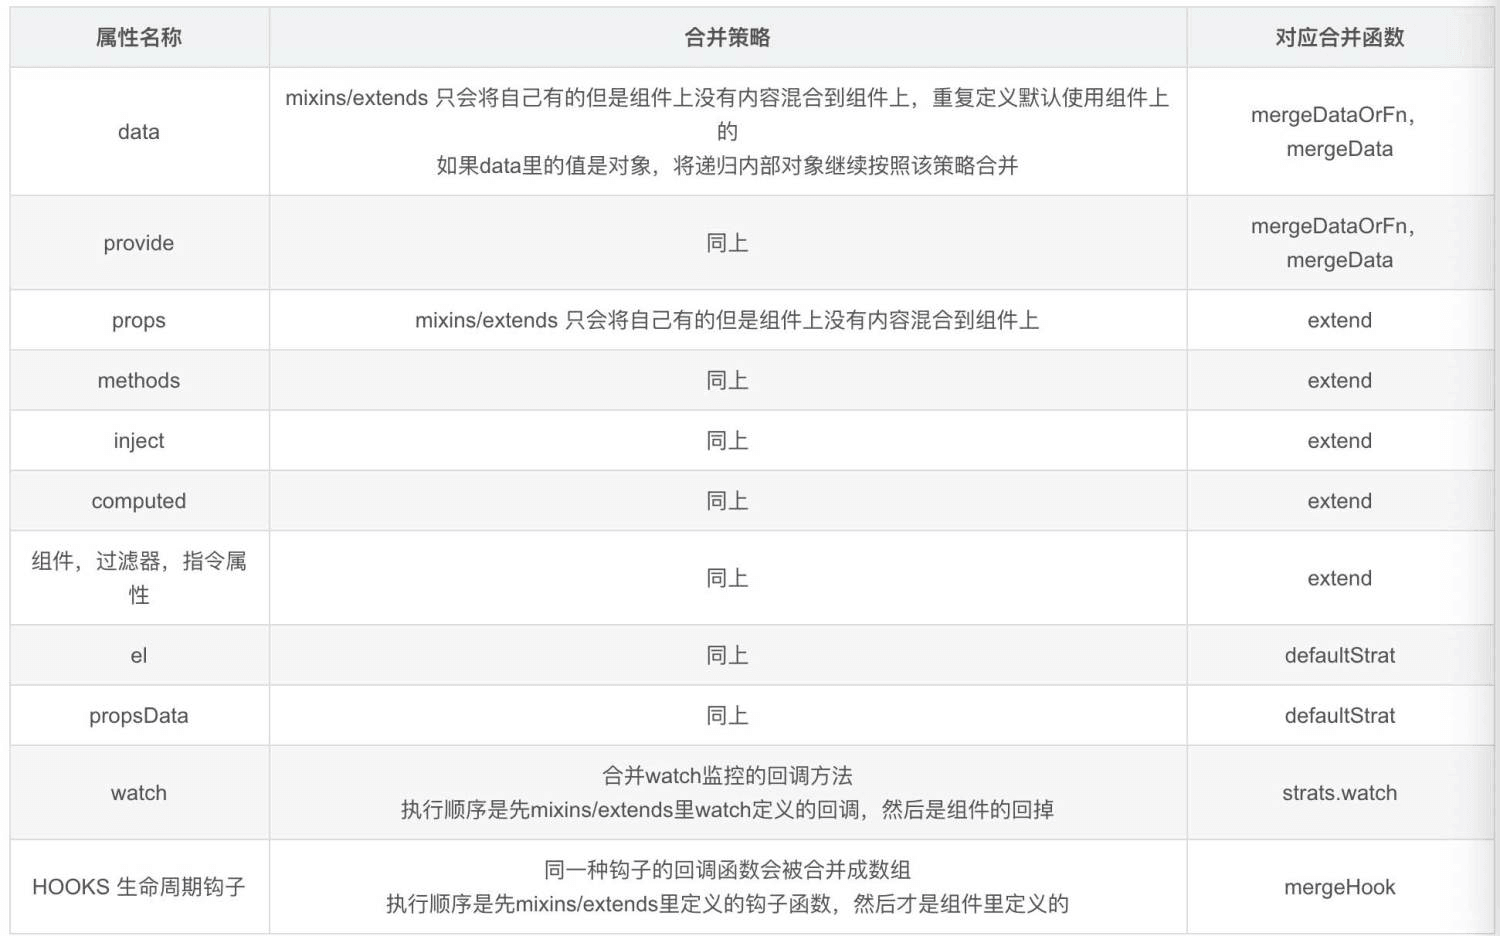 属性名称
合并策略
对应合并函数
data
mixins/extends 只会将自己有的但是组件上没有内容混合到组件上，重复定义默认使用组件上
的
如果data里的值是对象，将递归内部对象继续按照该策略合并
mergeDataOrFn，
mergeData
provide
同上
mergeDataOrFn，
mergeData
props
mixins/extends 只会将自己有的但是组件上没有内容混合到组件上
extend
methods
同上
extend
inject
同上
extend
computed
同上
extend
组件，过滤器，指令属
性
同上
extend
el
同上
defaultStrat
propsData
同上
defaultStrat
watch
合并watch监控的回调方法
执行顺序是先mixins/extends里watch定义的回调，然后是组件的回掉
strats.watch
HOOKS 生命周期钩子
同一种钩子的回调函数会被合并成数组
执行顺序是先mixins/extends里定义的钩子函数，然后才是组件里定义的
mergeHook